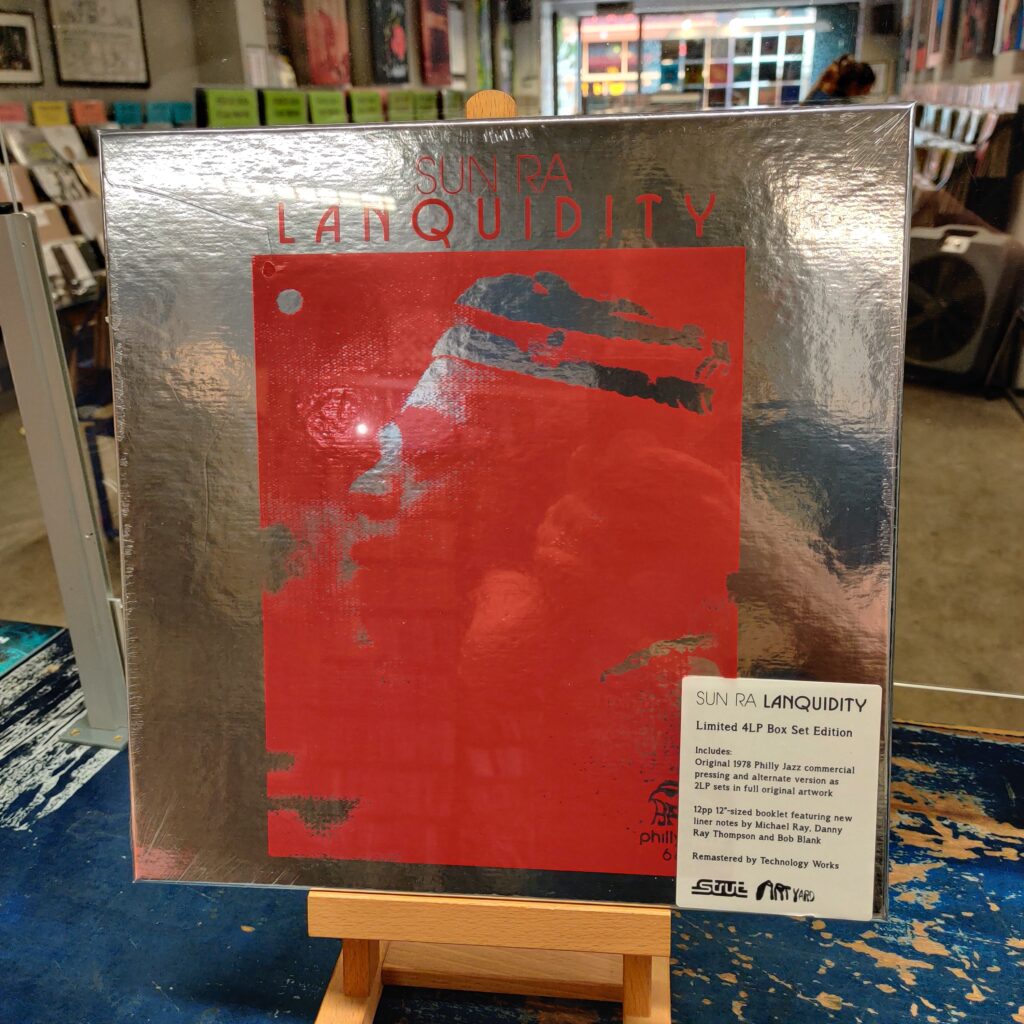 SUN RA
LANQUIDITY
SUN RA LANQUIDITY
Limited 4LP Box Set Edition
Includes:
Original 1978 Philly Jazz commercial
pressing and alternate version as
2LP sets in full original artwork
12pp 12"-sized booklet featuring new
liner notes by Michael Ray, Danny
Ray Thompson and Bob Blank
Remastered by Technology Works
Strut ART YARD
philly